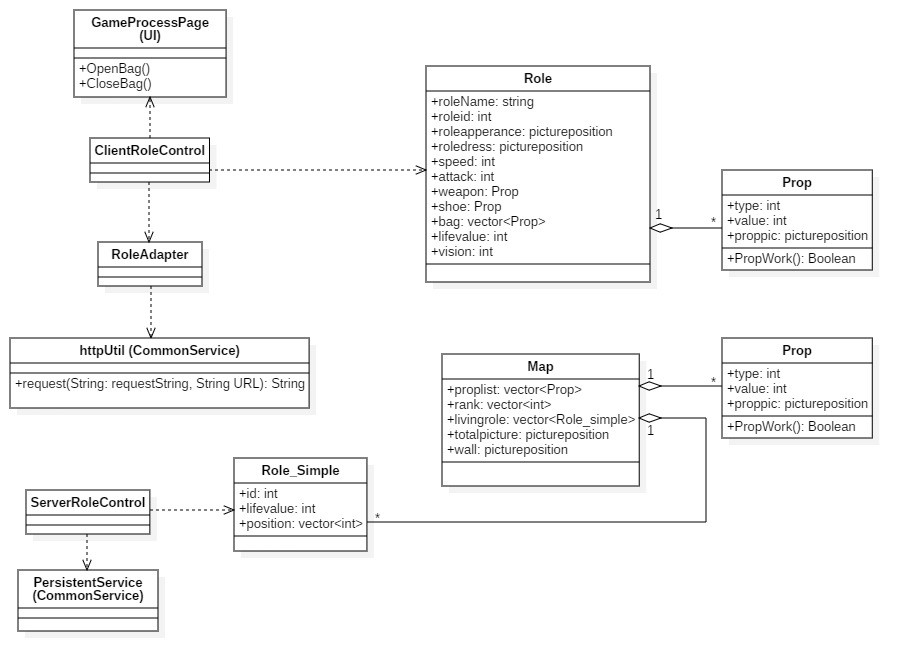 GameProcessPage
(UI)
+OpenBag()
+CloseBag()
ClientRoleControl
RoleAdapter
httpUtil (CommonService)
+request(String: requestString, String URL): String
Role
+roleName: string
+roleid: int
+roleapperance: pictureposition
+roledress: pictureposition
+speed: int
+attack: int
+weapon: Prop
+shoe: Prop
+bag: vector<Prop>
+lifevalue: int
+vision: int
1
*
Prop
+type: int
+value: int
+proppic: pictureposition
+PropWork(): Boolean
Map
+proplist: vector<Prop>
+rank: vector<int>
+livingrole: vector<Role_simple>
+totalpicture: pictureposition
+wall: pictureposition
1
*
1
*
Prop
+type: int
+value: int
+proppic: pictureposition
+PropWork(): Boolean
Role_Simple
+id: int
+lifevalue: int
+position: vector<int>
ServerRoleControl
PersistentService
(CommonService)